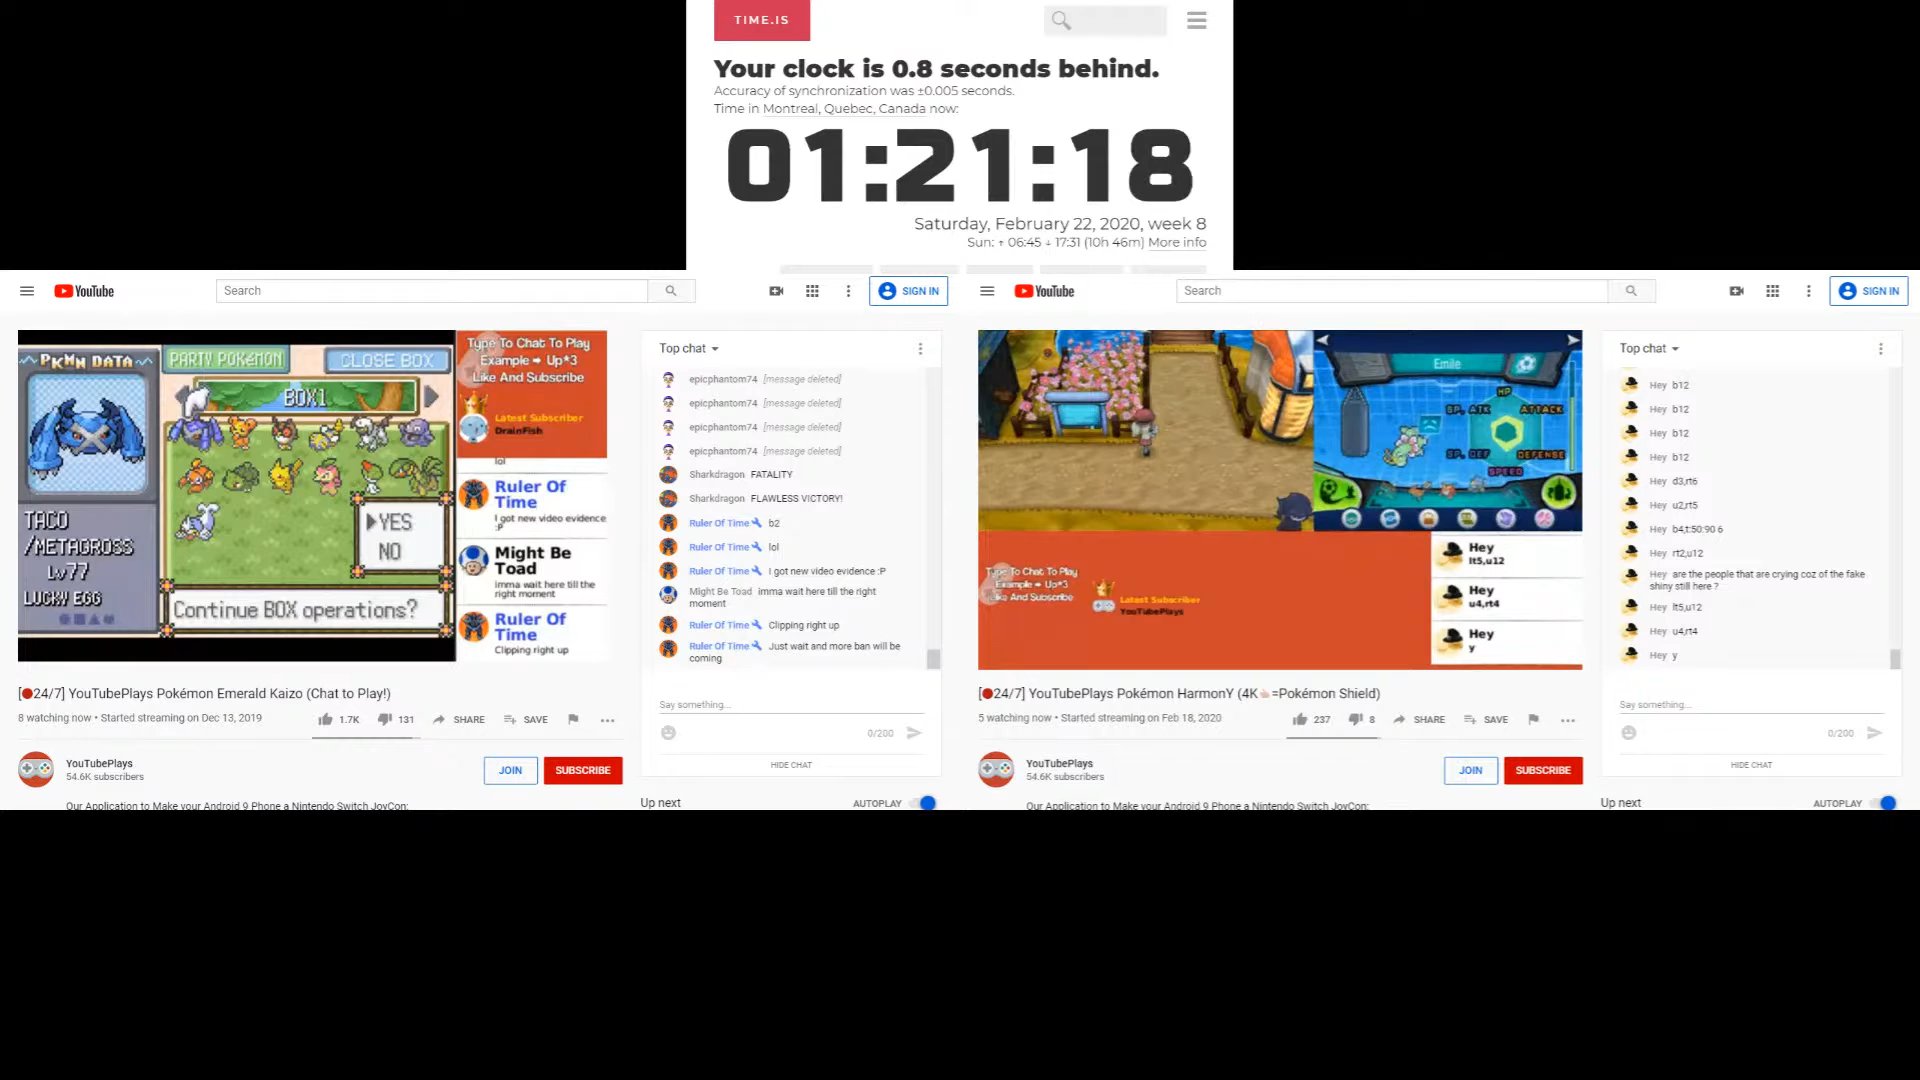 TIME.IS
Your clock is 0.8 seconds behind.
Accuracy of synchronization was ±0.005 seconds.
Time in Montreal, Quebec, Canada now:
01:21:18
Saturday, February 22, 2020, week 8
Sun: ↑ 06:45 ↓ 17:31 (10h 46m) More info
YouTube
Search
SIGN IN
PKMN DATA
PARTY POKéMON
CLOSE BOX
BOX1
TACO
/METAGROSS
Lv77
LUCKY EGG
YES
NO
Continue BOX operations?
Type To Chat To Play
Example → Up*3
Like And Subscribe
Latest Subscriber
DrainFish
lol
Ruler Of
Time
I got new video evidence
:P
Might Be
Toad
imma wait here till the
right moment
Ruler Of
Time
Clipping right up
Top chat
epicphantom74 [message deleted]
epicphantom74 [message deleted]
epicphantom74 [message deleted]
epicphantom74 [message deleted]
Sharkdragon FATALITY
Sharkdragon FLAWLESS VICTORY!
Ruler Of Time b2
Ruler Of Time lol
Ruler Of Time I got new video evidence :P
Might Be Toad imma wait here till the right
moment
Ruler Of Time Clipping right up
Ruler Of Time Just wait and more ban will be
coming
Say something...
0/200
HIDE CHAT
[🔴24/7] YouTubePlays Pokémon Emerald Kaizo (Chat to Play!)
8 watching now • Started streaming on Dec 13, 2019
1.7K
131
SHARE
SAVE
YouTubePlays
54.6K subscribers
JOIN
SUBSCRIBE
Our Application to Make your Android 9 Phone a Nintendo Switch JoyCon:
Up next
AUTOPLAY
YouTube
Search
SIGN IN
Emile
HP
SP. ATK
ATTACK
SP. DEF
DEFENSE
SPEED
Type To Chat To Play
Example → Up*3
Like And Subscribe
Latest Subscriber
YouTubePlays
Hey
lt5,u12
Hey
u4,rt4
Hey
y
Top chat
Hey b12
Hey b12
Hey b12
Hey b12
Hey d3,rt6
Hey u2,rt5
Hey b4,t:50:90 6
Hey rt2,u12
Hey are the people that are crying coz of the fake
shiny still here ?
Hey lt5,u12
Hey u4,rt4
Hey y
Say something...
0/200
HIDE CHAT
[🔴24/7] YouTubePlays Pokémon HarmonY (4K👏🏻=Pokémon Shield)
5 watching now • Started streaming on Feb 18, 2020
237
8
SHARE
SAVE
YouTubePlays
54.6K subscribers
JOIN
SUBSCRIBE
Our Application to Make your Android 9 Phone a Nintendo Switch JoyCon:
Up next
AUTOPLAY